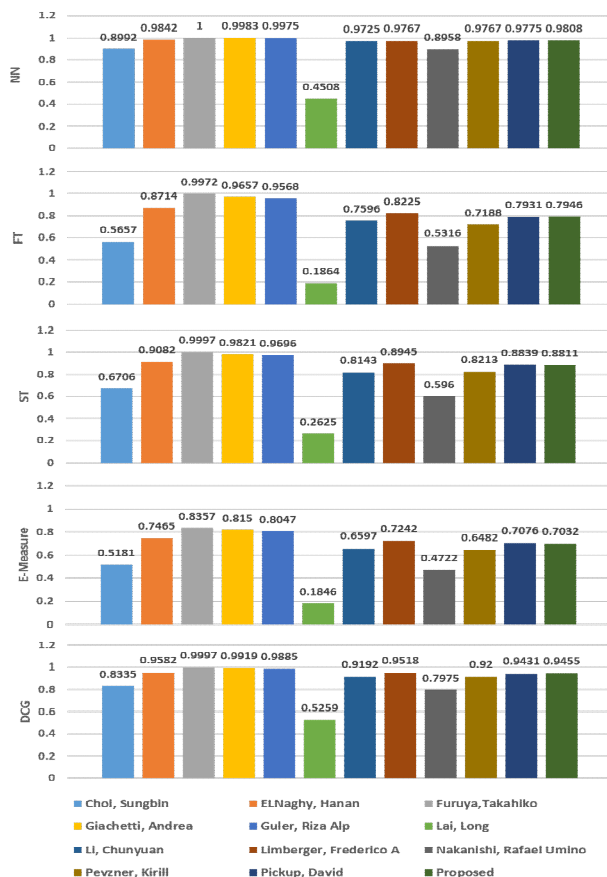 1.2
1
0.8
0.6
0.4
0.2
0
NN
0.8992 0.9842 1 0.9983 0.9975 0.4508 0.9725 0.9767 0.8958 0.9767 0.9775 0.9808
1.2
1
0.8
0.6
0.4
0.2
0
FT
0.5657 0.8714 0.9972 0.9657 0.9568 0.1864 0.7596 0.8225 0.5316 0.7188 0.7931 0.7946
1.2
1
0.8
0.6
0.4
0.2
0
ST
0.6706 0.9082 0.9997 0.9821 0.9696 0.2625 0.8143 0.8945 0.596 0.8213 0.8839 0.8811
1.2
1
0.8
0.6
0.4
0.2
0
E-Measure
0.5181 0.7465 0.8357 0.815 0.8047 0.1846 0.6597 0.7242 0.4722 0.6482 0.7076 0.7032
1.2
1
0.8
0.6
0.4
0.2
0
DCG
0.8335 0.9582 0.9997 0.9919 0.9885 0.5259 0.9192 0.9518 0.7975 0.92 0.9431 0.9455
Choi, Sungbin ELNaghy, Hanan Furuya,Takahiko
Giachetti, Andrea Guler, Riza Alp Lai, Long
Li, Chunyuan Limberger, Frederico A Nakanishi, Rafael Umino
Pevzner, Kirill Pickup, David Proposed